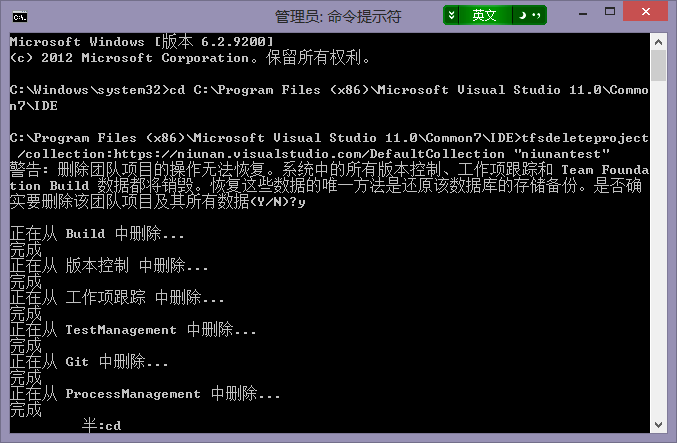 管理员: 命令提示符
英文
Microsoft Windows [版本 6.2.9200]
(c) 2012 Microsoft Corporation。保留所有权利。
C:\Windows\system32>cd C:\Program Files (x86)\Microsoft Visual Studio 11.0\Commo
n7\IDE
C:\Program Files (x86)\Microsoft Visual Studio 11.0\Common7\IDE>tfsdeleteproject
/collection:https://niunan.visualstudio.com/DefaultCollection "niunantest"
警告: 删除团队项目的操作无法恢复。系统中的所有版本控制、工作项跟踪和 Team Founda
tion Build 数据都将销毁。恢复这些数据的唯一方法是还原该数据库的存储备份。是否确
实要删除该团队项目及其所有数据(Y/N)?y
正在从 Build 中删除...
完成
正在从 版本控制 中删除...
完成
正在从 工作项跟踪 中删除...
完成
正在从 TestManagement 中删除...
完成
正在从 Git 中删除...
完成
正在从 ProcessManagement 中删除...
完成
半:cd